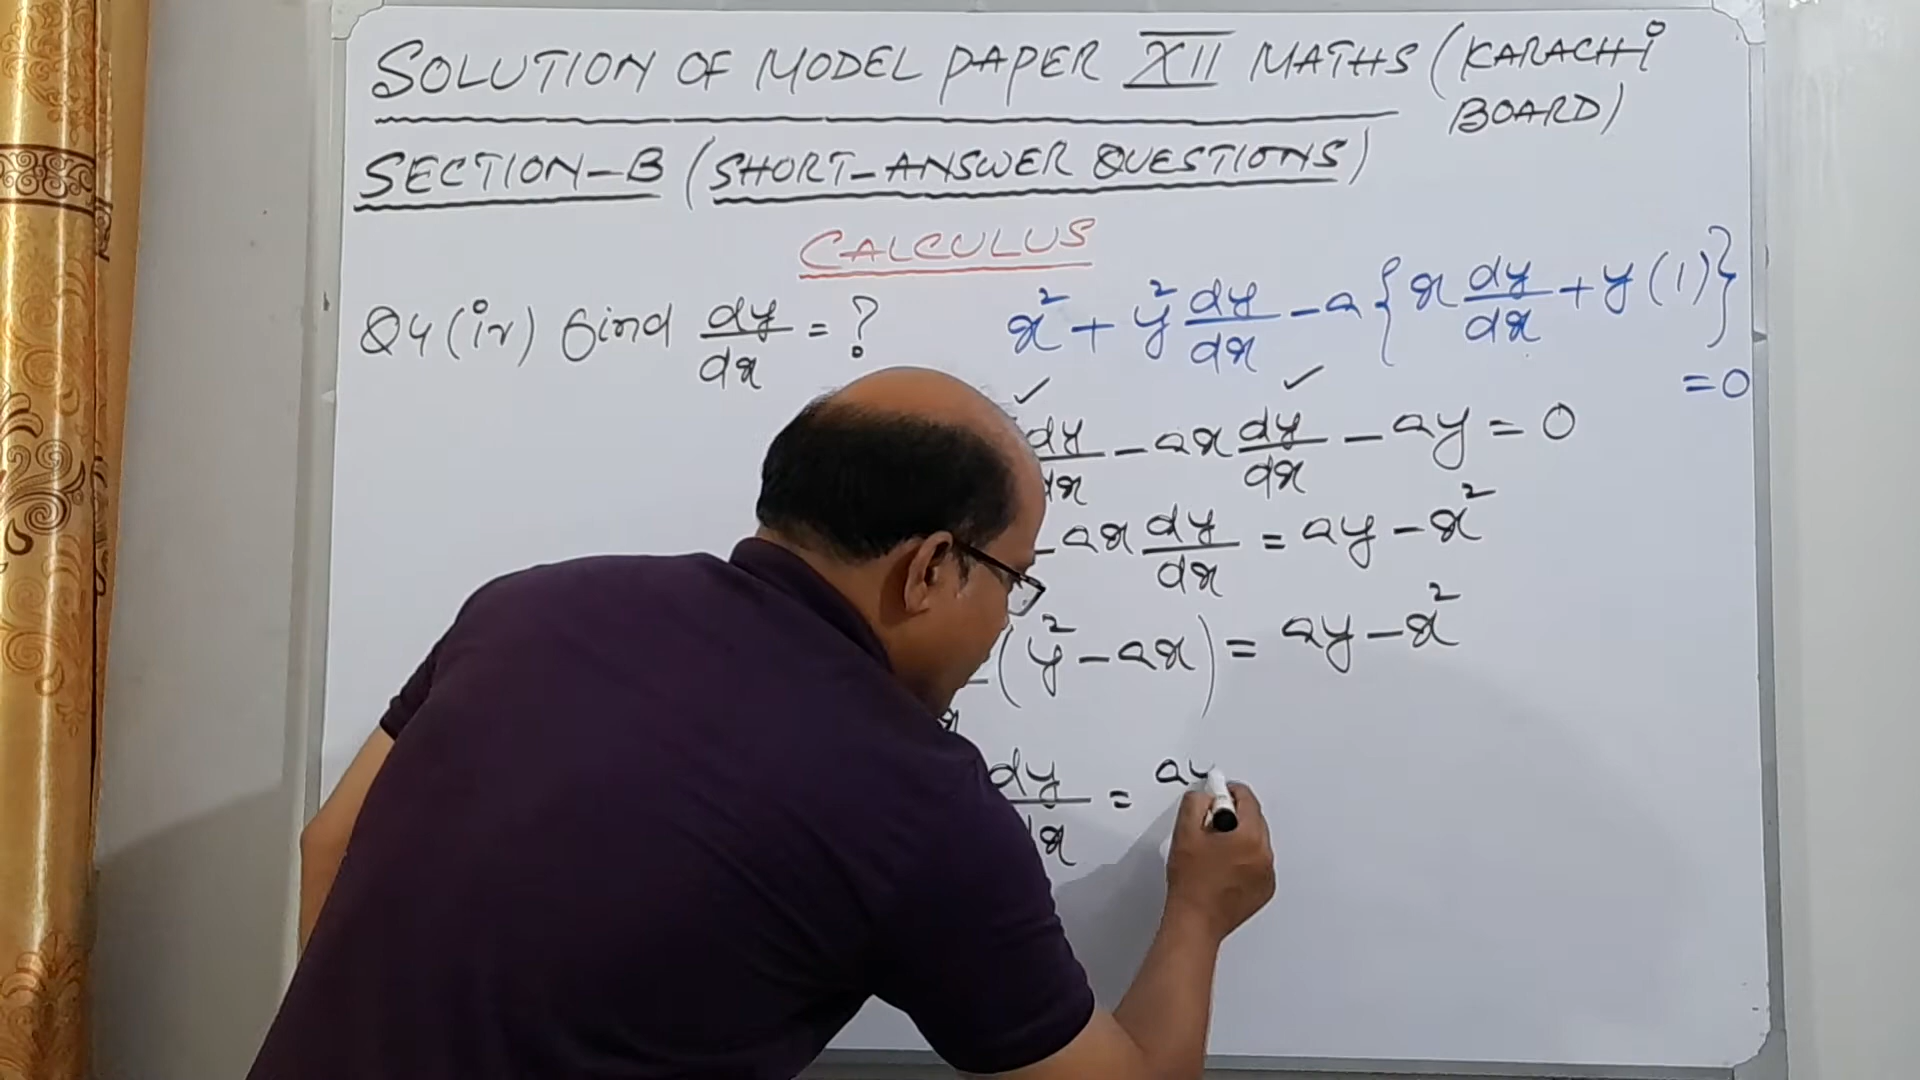 SOLUTION OF MODEL PAPER XII MATHS (KARACHI
BOARD)
SECTION-B (SHORT-ANSWER QUESTIONS)
CALCULUS
Q4(iv) find dy/dx = ?
x² + y² dy/dx - a{x dy/dx + y(1)}
=0
dy/dx - ax dy/dx - ay = 0
- ax dy/dx = ay - x²
(y² - ax) = ay - x²
dy/dx = ay